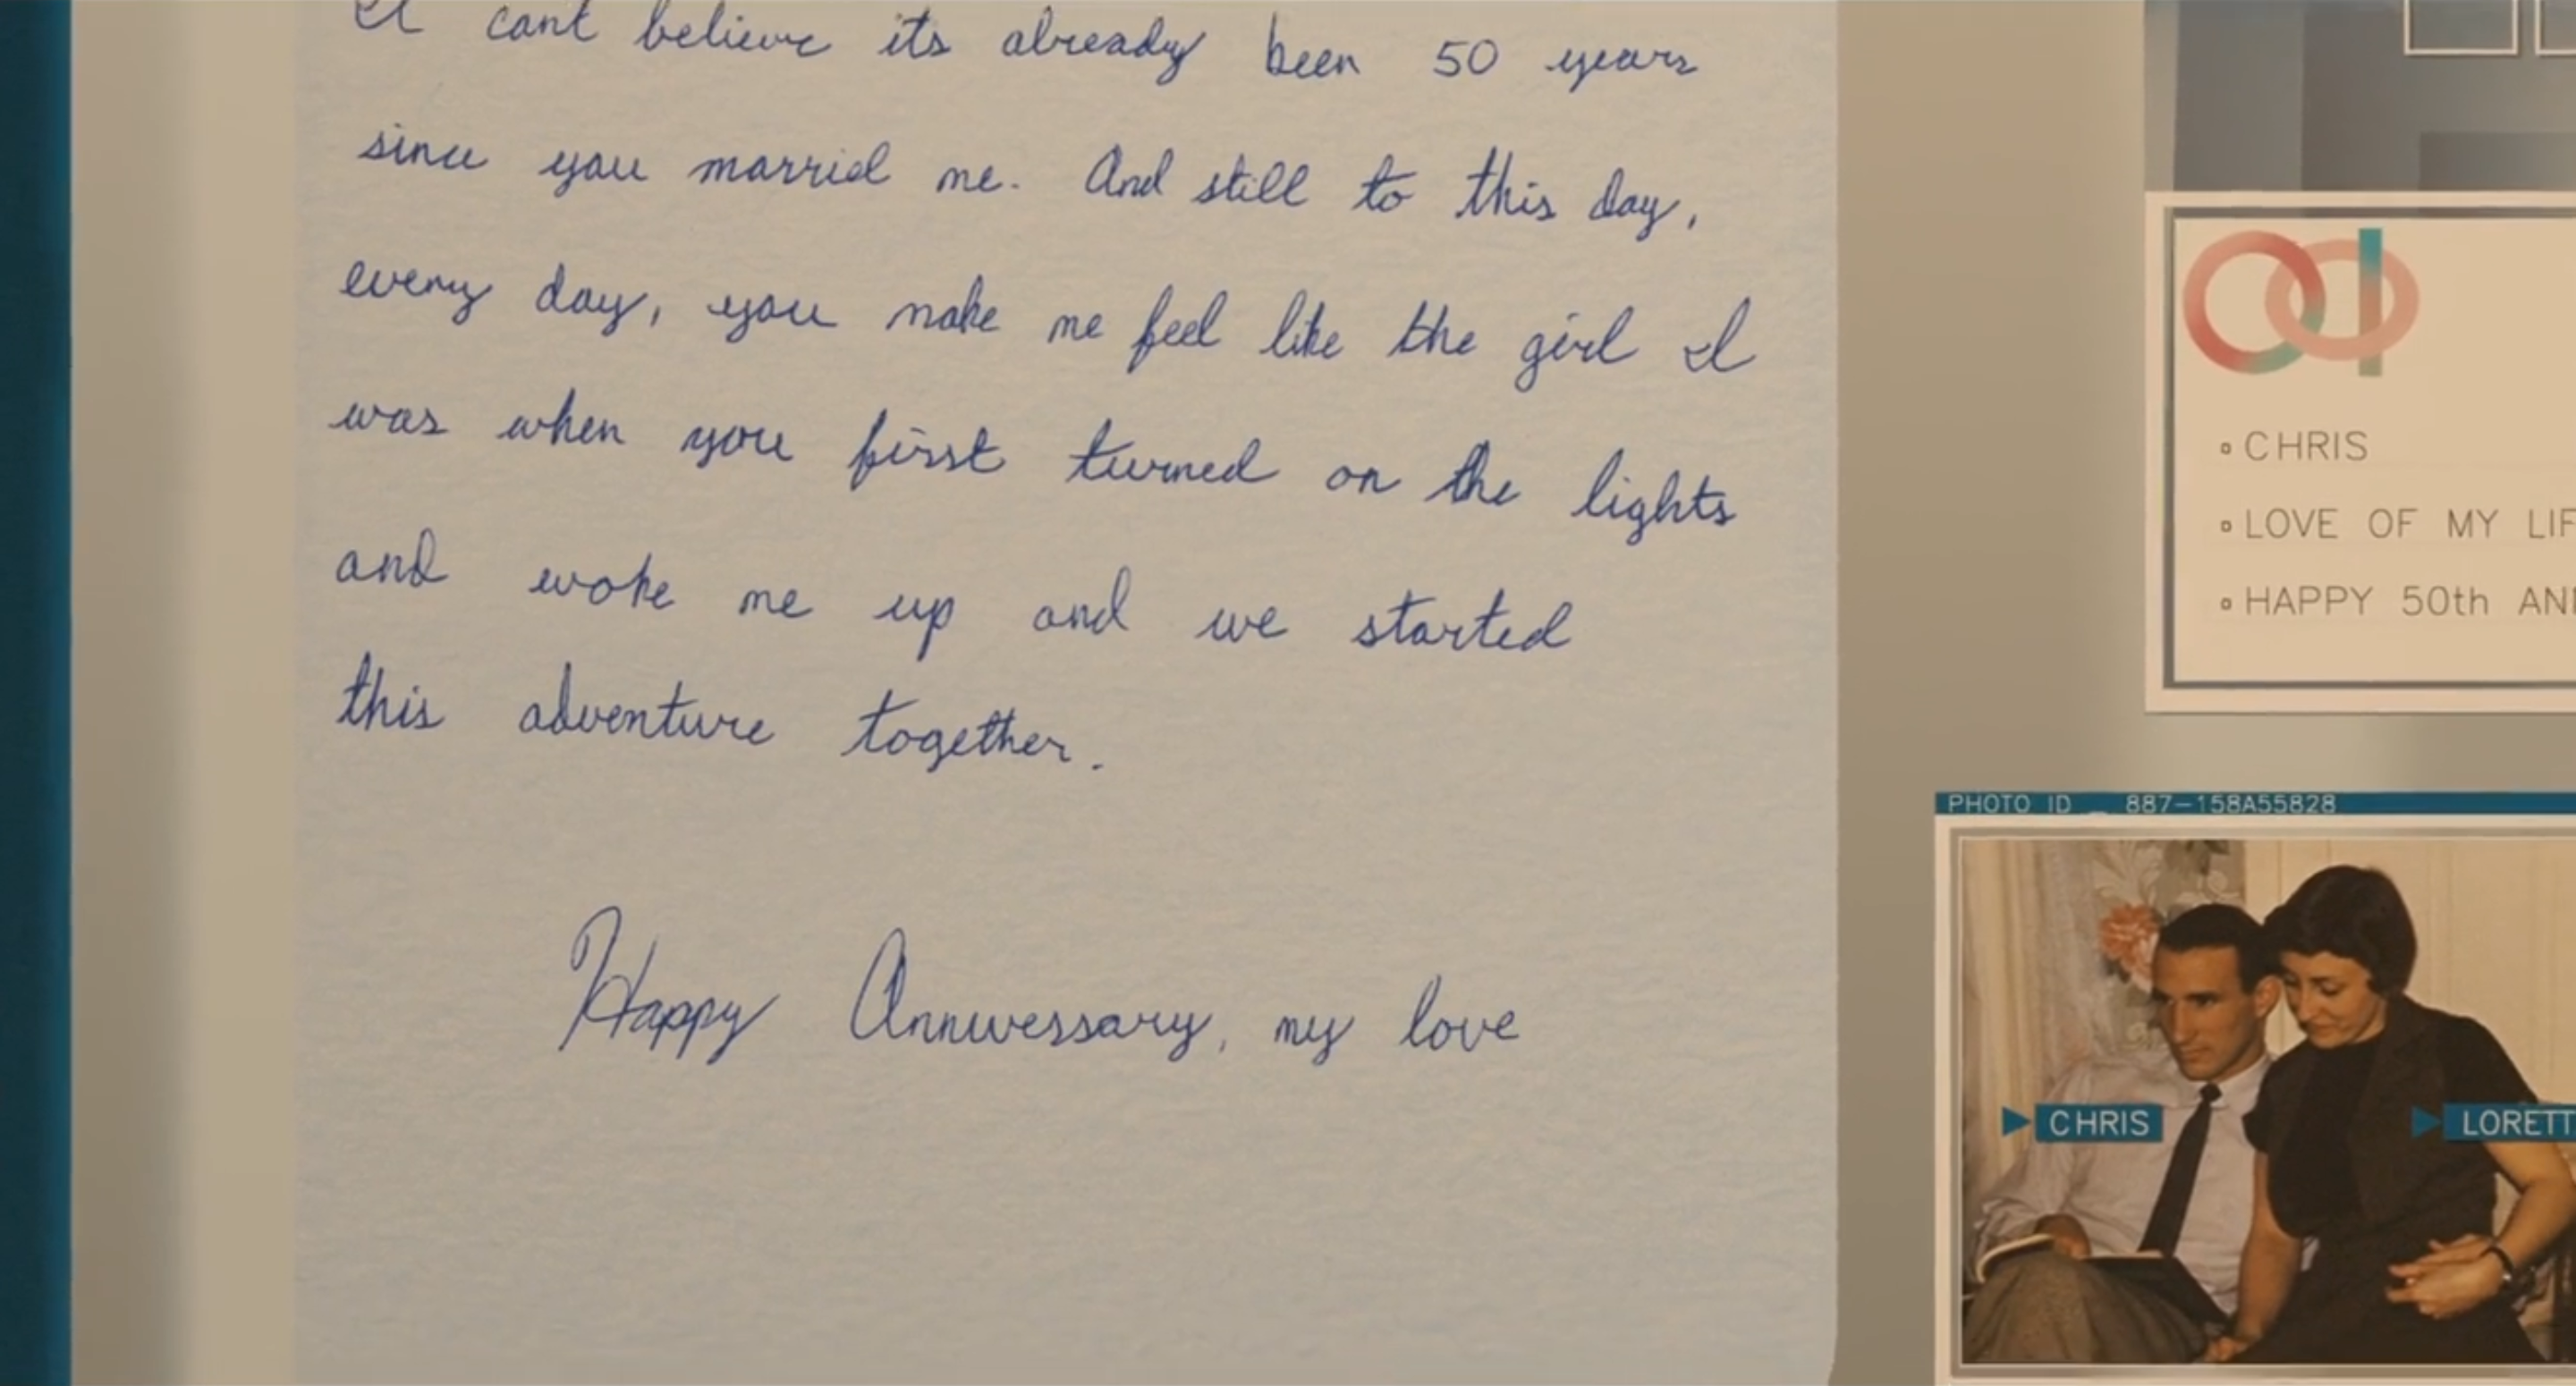 I cant believe its already been 50 years
since you married me. And still to this day,
every day, you make me feel like the girl I
was when you first turned on the lights
and woke me up and we started
this adventure together.
Happy Anniverssary, my love
CHRIS
LOVE OF MY LIF
HAPPY 50th AN
PHOTO ID _ 887-158A55828
CHRIS
LORETT